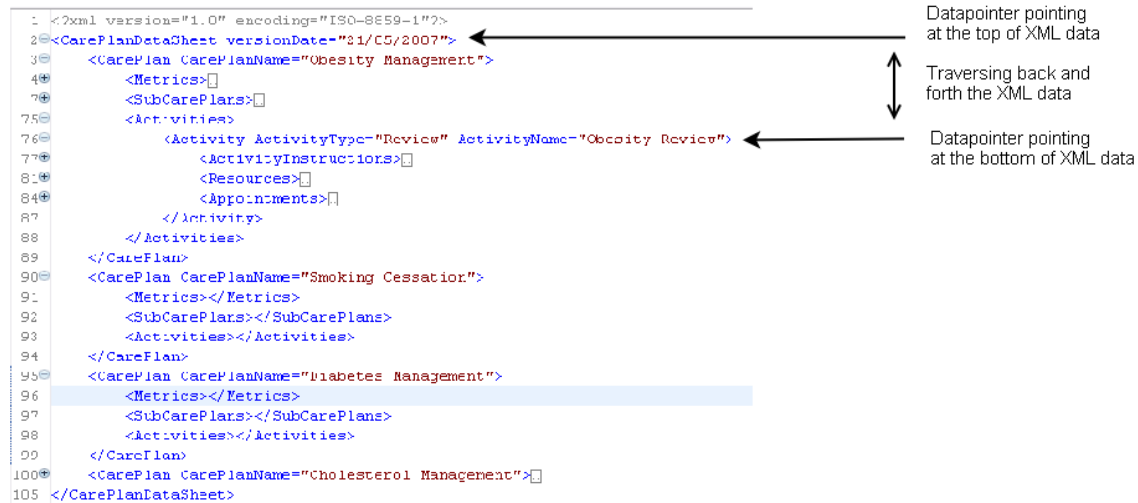 1 <?xml version="1.0" encoding="ISO-8859-1"?>
2 <CarePlanDataSheet versionDate="21/05/2007">
3 <CarePlan CarePlanName="Obesity Management">
4 <Metrics>
7 <SubCarePlans>
75 <Activities>
76 <Activity ActivityType="Review" ActivityName="Obesity Review">
77 <ActivityInstructions>
81 <Resources>
84 <Appointments>
87 </Activity>
88 </Activities>
89 </CarePlan>
90 <CarePlan CarePlanName="Smoking Cessation">
91 <Metrics></Metrics>
92 <SubCarePlans></SubCarePlans>
93 <Activities></Activities>
94 </CarePlan>
95 <CarePlan CarePlanName="Diabetes Management">
96 <Metrics></Metrics>
97 <SubCarePlans></SubCarePlans>
98 <Activities></Activities>
99 </CarePlan>
100 <CarePlan CarePlanName="Cholesterol Management">
105 </CarePlanDataSheet>
Datapointer pointing
at the top of XML data
Traversing back and
forth the XML data
Datapointer pointing
at the bottom of XML data